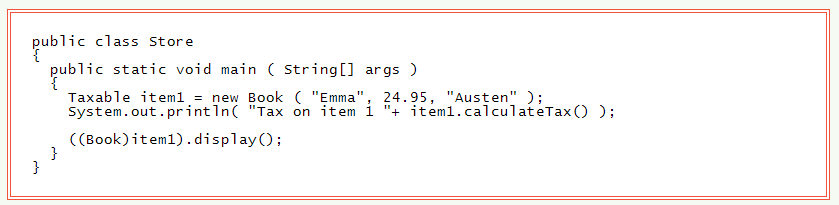 public class Store
{
  public static void main ( String[] args )
  {
    Taxable item1 = new Book ( "Emma", 24.95, "Austen" );
    System.out.println( "Tax on item 1 "+ item1.calculateTax() );

    ((Book)item1).display();
  }
}